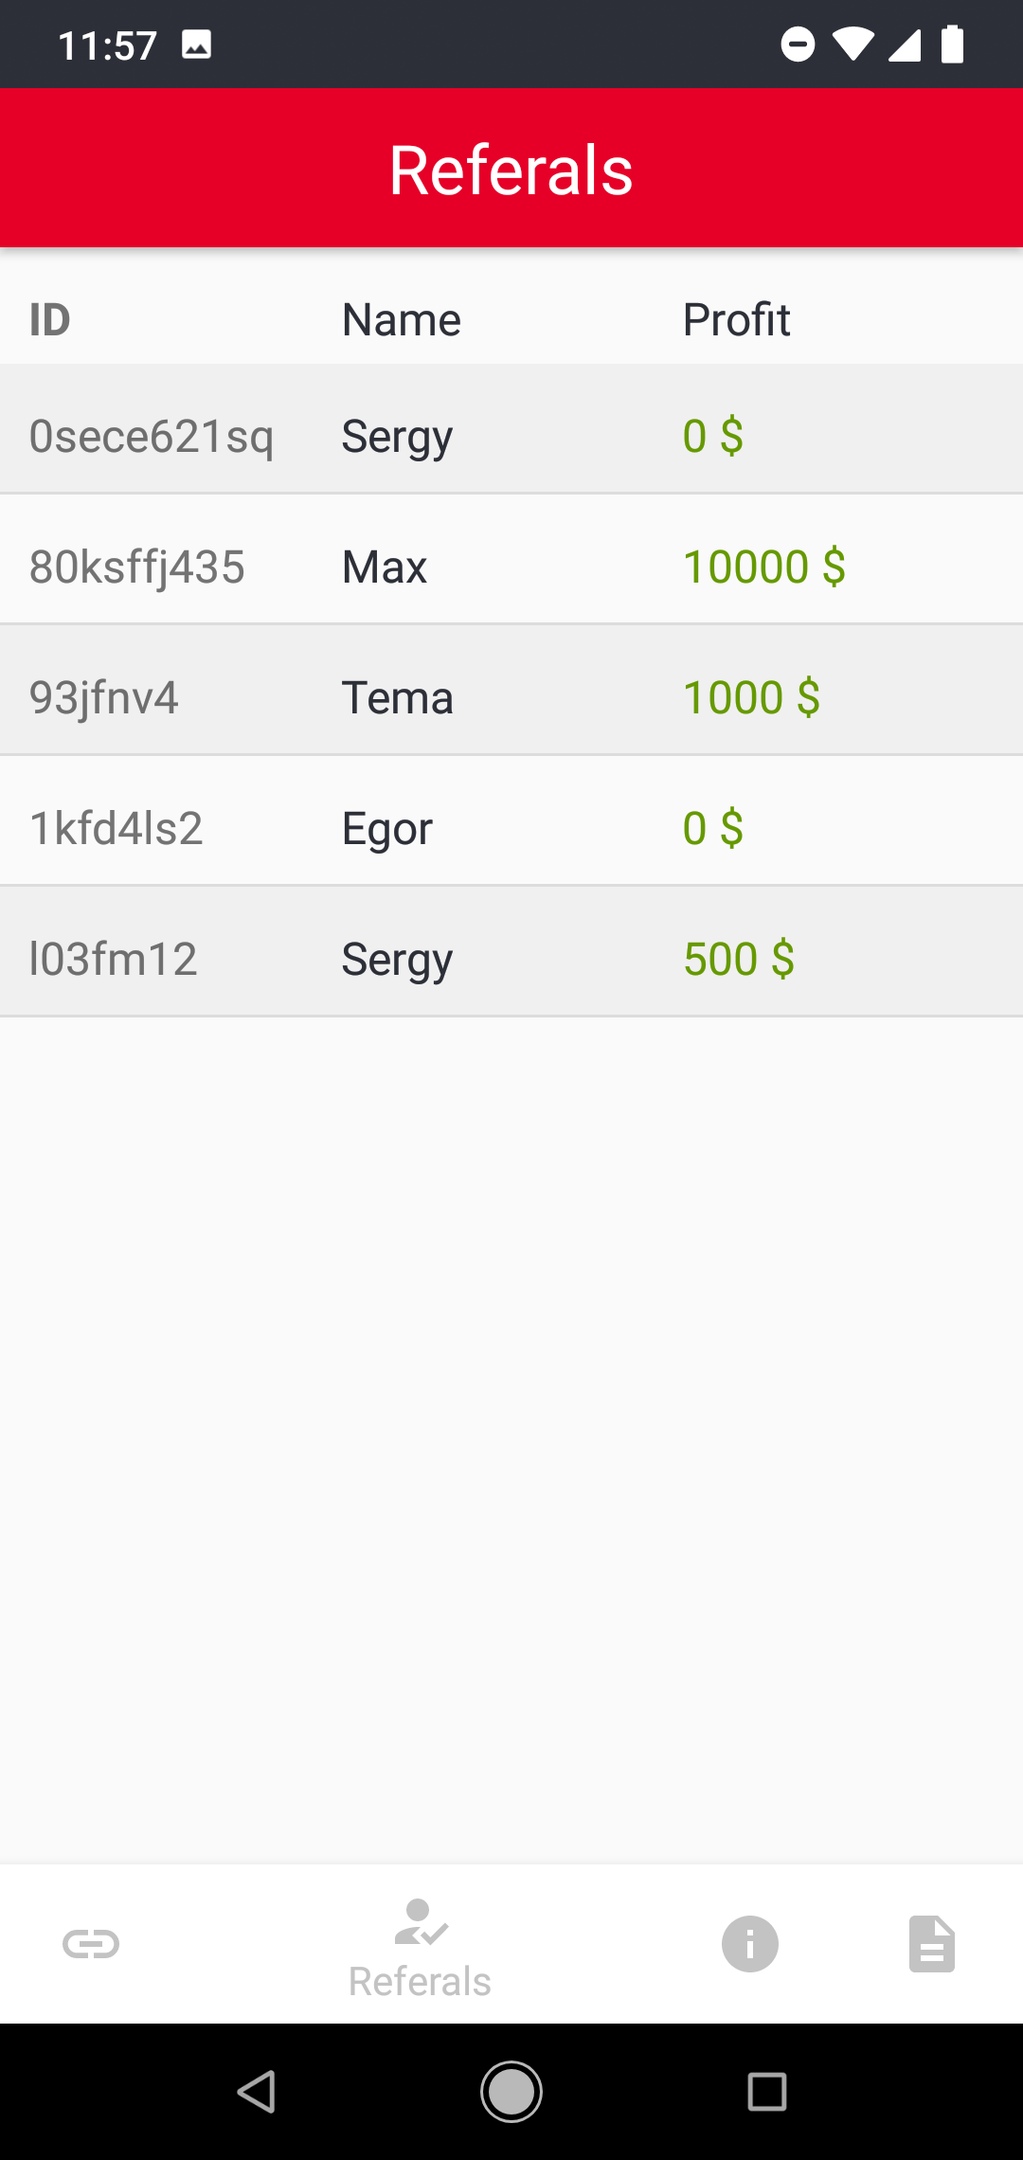 11:57
Referals
ID Name Profit
0sece621sq Sergy 0 $
80ksffj435 Max 10000 $
93jfnv4 Tema 1000 $
1kfd4ls2 Egor 0 $
l03fm12 Sergy 500 $
Referals